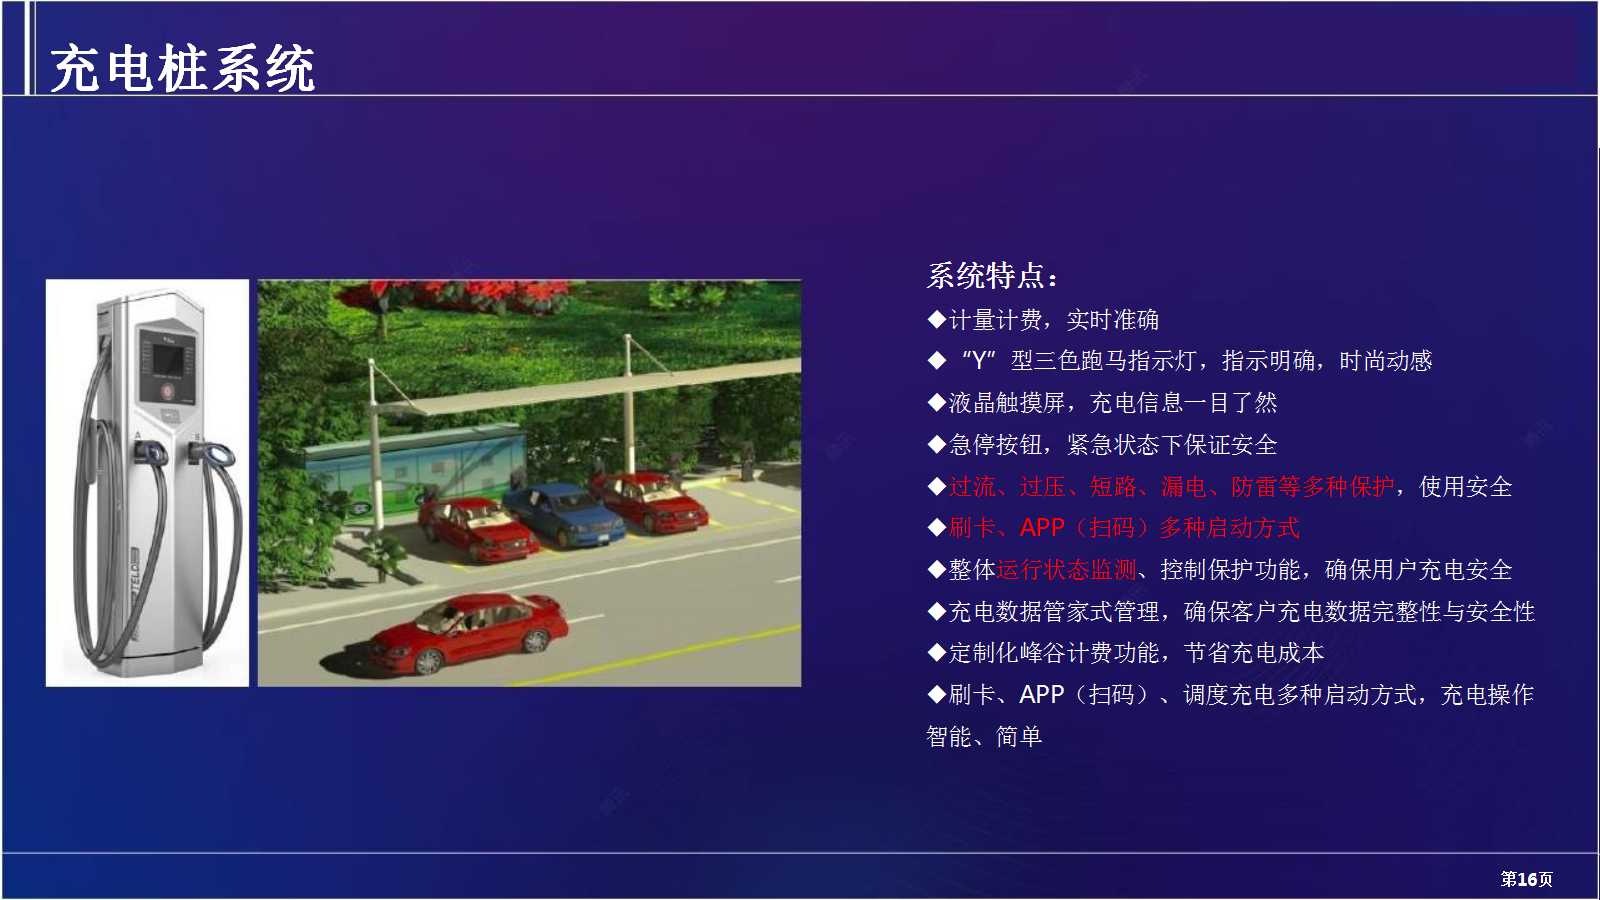 充电桩系统
系统特点：
◆计量计费，实时准确
◆“Y”型三色跑马指示灯，指示明确，时尚动感
◆液晶触摸屏，充电信息一目了然
◆急停按钮，紧急状态下保证安全
◆过流、过压、短路、漏电、防雷等多种保护，使用安全
◆刷卡、APP（扫码）多种启动方式
◆整体运行状态监测、控制保护功能，确保用户充电安全
◆充电数据管家式管理，确保客户充电数据完整性与安全性
◆定制化峰谷计费功能，节省充电成本
◆刷卡、APP（扫码）、调度充电多种启动方式，充电操作
智能、简单
A
B
第16页